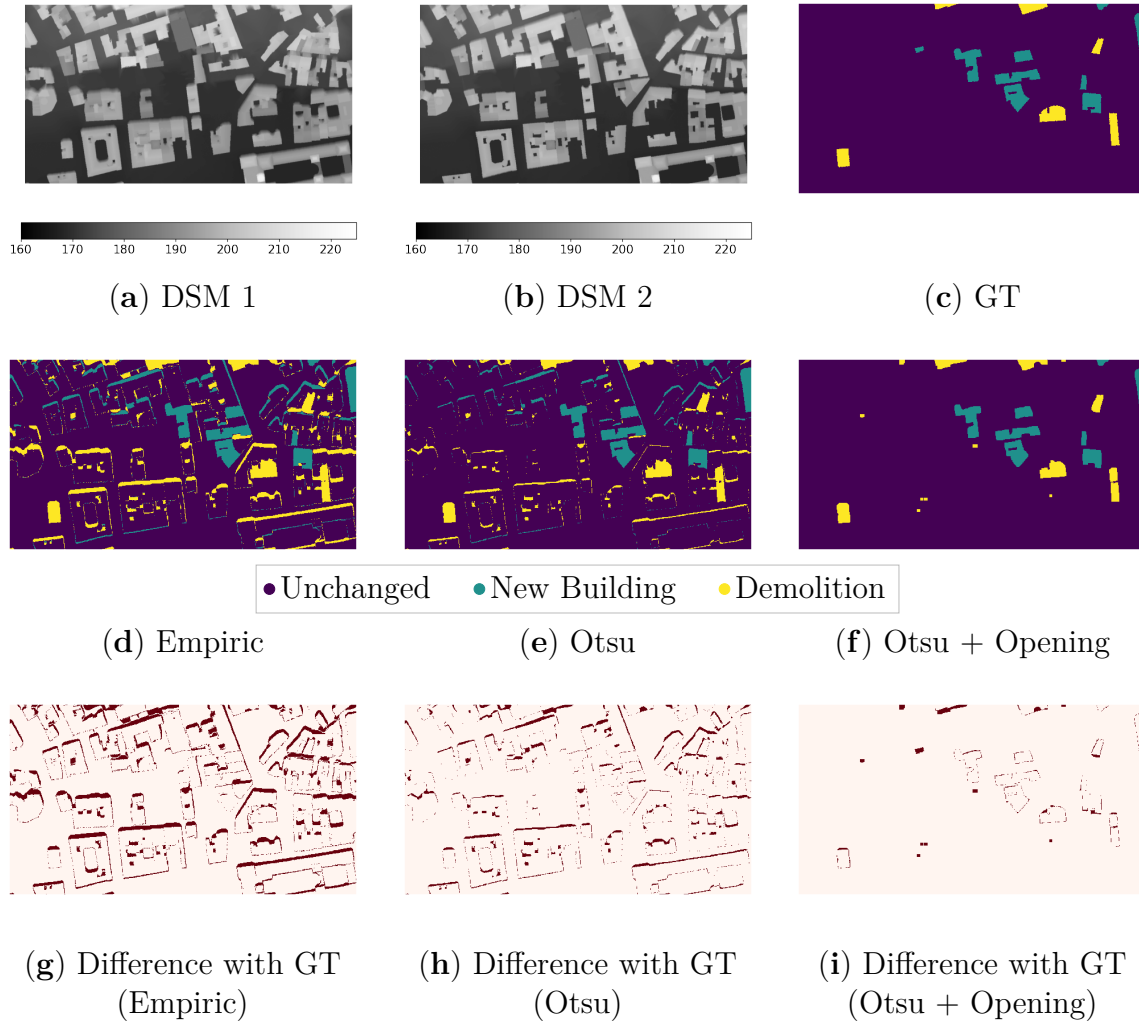 160 170 180 190 200 210 220
160 170 180 190 200 210 220
(a) DSM 1
(b) DSM 2
(c) GT
Unchanged New Building Demolition
(d) Empiric
(e) Otsu
(f) Otsu + Opening
(g) Difference with GT
(Empiric)
(h) Difference with GT
(Otsu)
(i) Difference with GT
(Otsu + Opening)